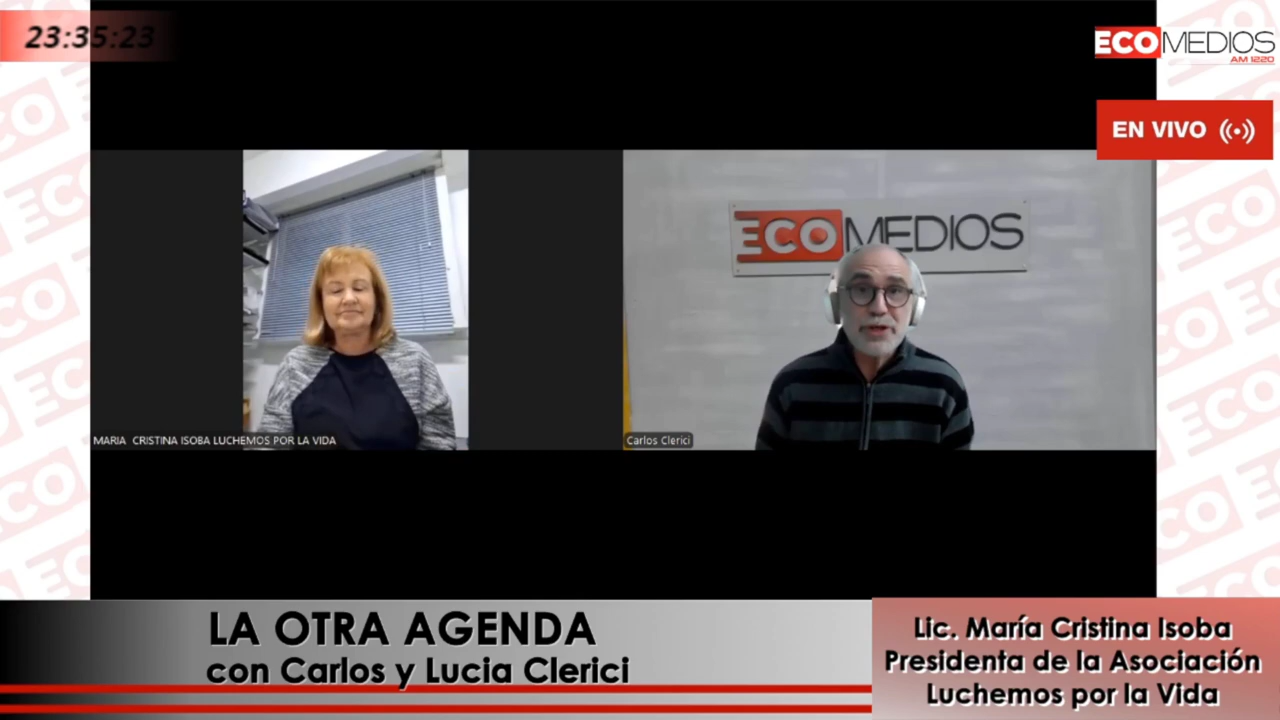 23:35:23
ECOMEDIOS
AM 1220
EN VIVO
ECOMEDIOS
MARIA CRISTINA ISOBA LUCHEMOS POR LA VIDA
Carlos Clerici
LA OTRA AGENDA
con Carlos y Lucia Clerici
Lic. María Cristina Isoba
Presidenta de la Asociación
Luchemos por la Vida